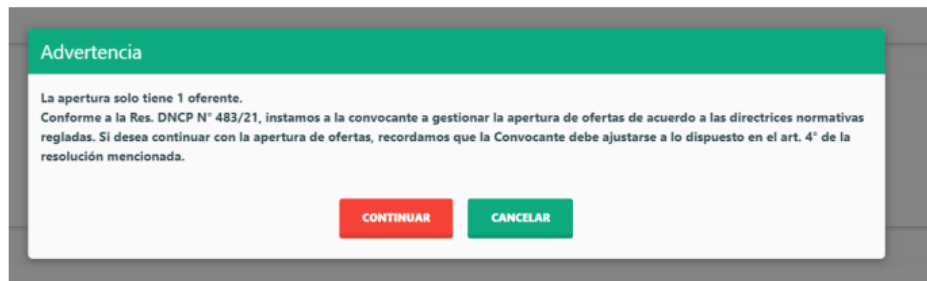 Advertencia
La apertura solo tiene 1 oferente.
Conforme a la Res. DNCP N° 483/21, instamos a la convocante a gestionar la apertura de ofertas de acuerdo a las directrices normativas
regladas. Si desea continuar con la apertura de ofertas, recordamos que la Convocante debe ajustarse a lo dispuesto en el art. 4° de la
resolución mencionada.
CONTINUAR
CANCELAR